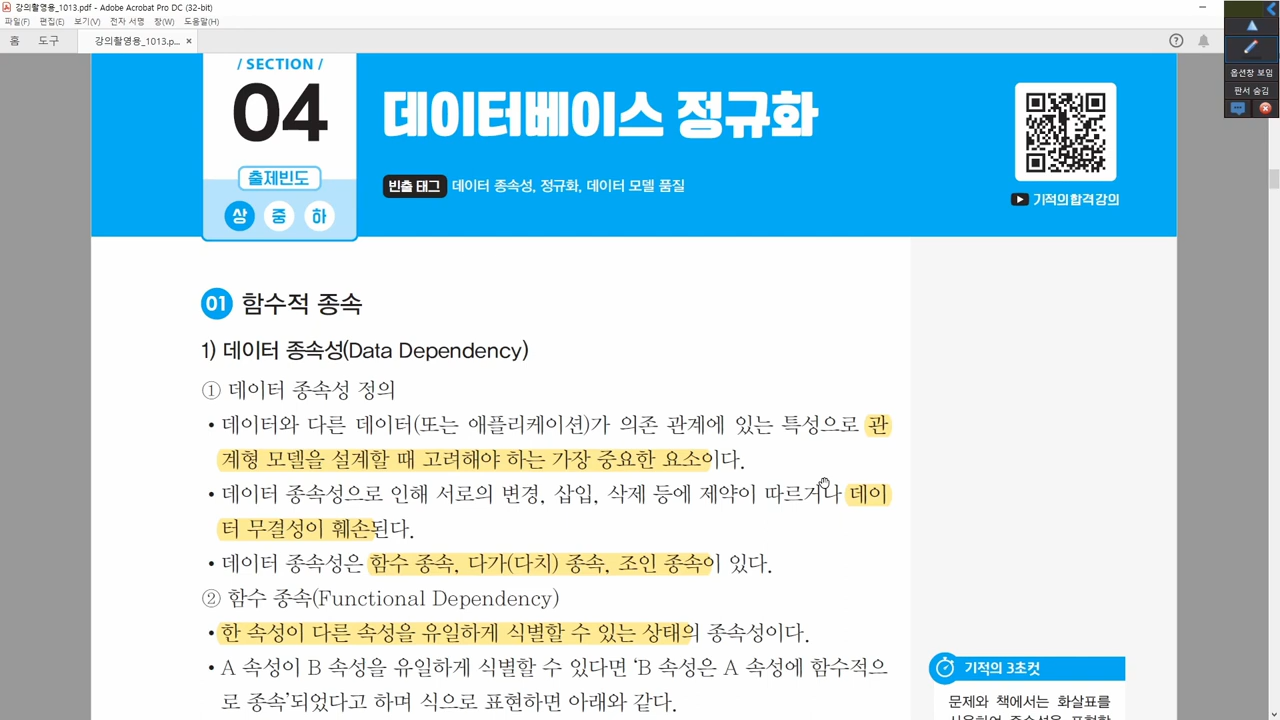 강의촬영용_1013.pdf - Adobe Acrobat Pro DC (32-bit)
파일(F) 편집(E) 보기(V) 전자 서명 창(W) 도움말(H)
홈 도구 강의촬영용_1013.p... ×
옵션창 보임
판서 숨김
/ SECTION /
04
출제빈도
상 중 하
데이터베이스 정규화
빈출 태그 데이터 종속성, 정규화, 데이터 모델 품질
기적의합격강의
01 함수적 종속
1) 데이터 종속성(Data Dependency)
① 데이터 종속성 정의
• 데이터와 다른 데이터(또는 애플리케이션)가 의존 관계에 있는 특성으로 관
계형 모델을 설계할 때 고려해야 하는 가장 중요한 요소이다.
• 데이터 종속성으로 인해 서로의 변경, 삽입, 삭제 등에 제약이 따르거나 데이
터 무결성이 훼손된다.
• 데이터 종속성은 함수 종속, 다가(다치) 종속, 조인 종속이 있다.
② 함수 종속(Functional Dependency)
• 한 속성이 다른 속성을 유일하게 식별할 수 있는 상태의 종속성이다.
• A 속성이 B 속성을 유일하게 식별할 수 있다면 ‘B 속성은 A 속성에 함수적으
로 종속’되었다고 하며 식으로 표현하면 아래와 같다.
기적의 3초컷
문제와 책에서는 화살표를